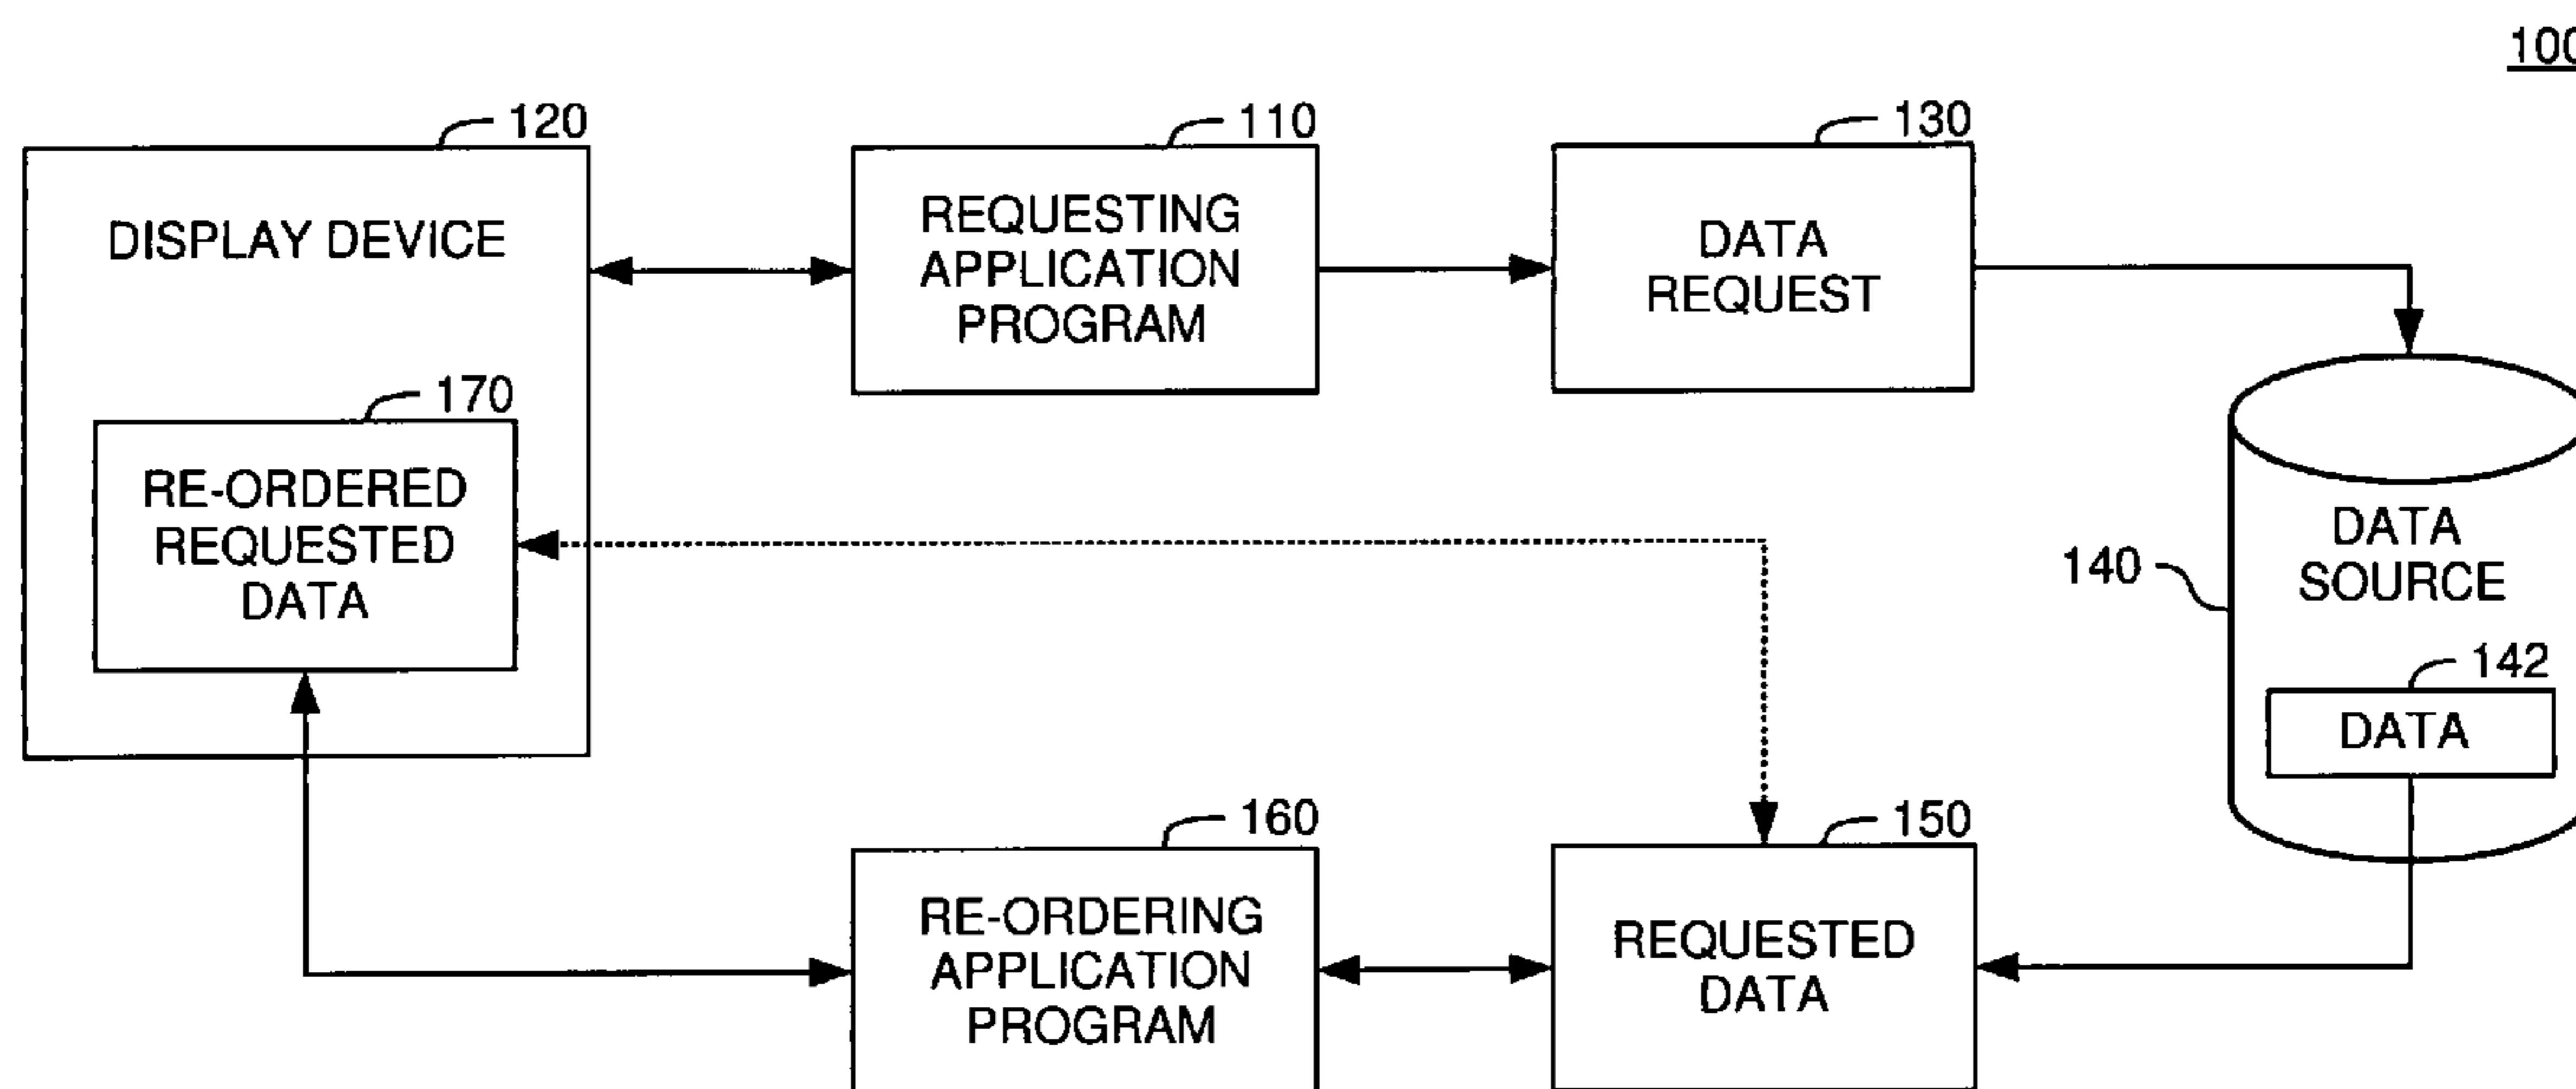 100
120
110
130
DISPLAY DEVICE
REQUESTING
APPLICATION
PROGRAM
DATA
REQUEST
170
RE-ORDERED
REQUESTED
DATA
140
DATA
SOURCE
142
DATA
160
150
RE-ORDERING
APPLICATION
PROGRAM
REQUESTED
DATA